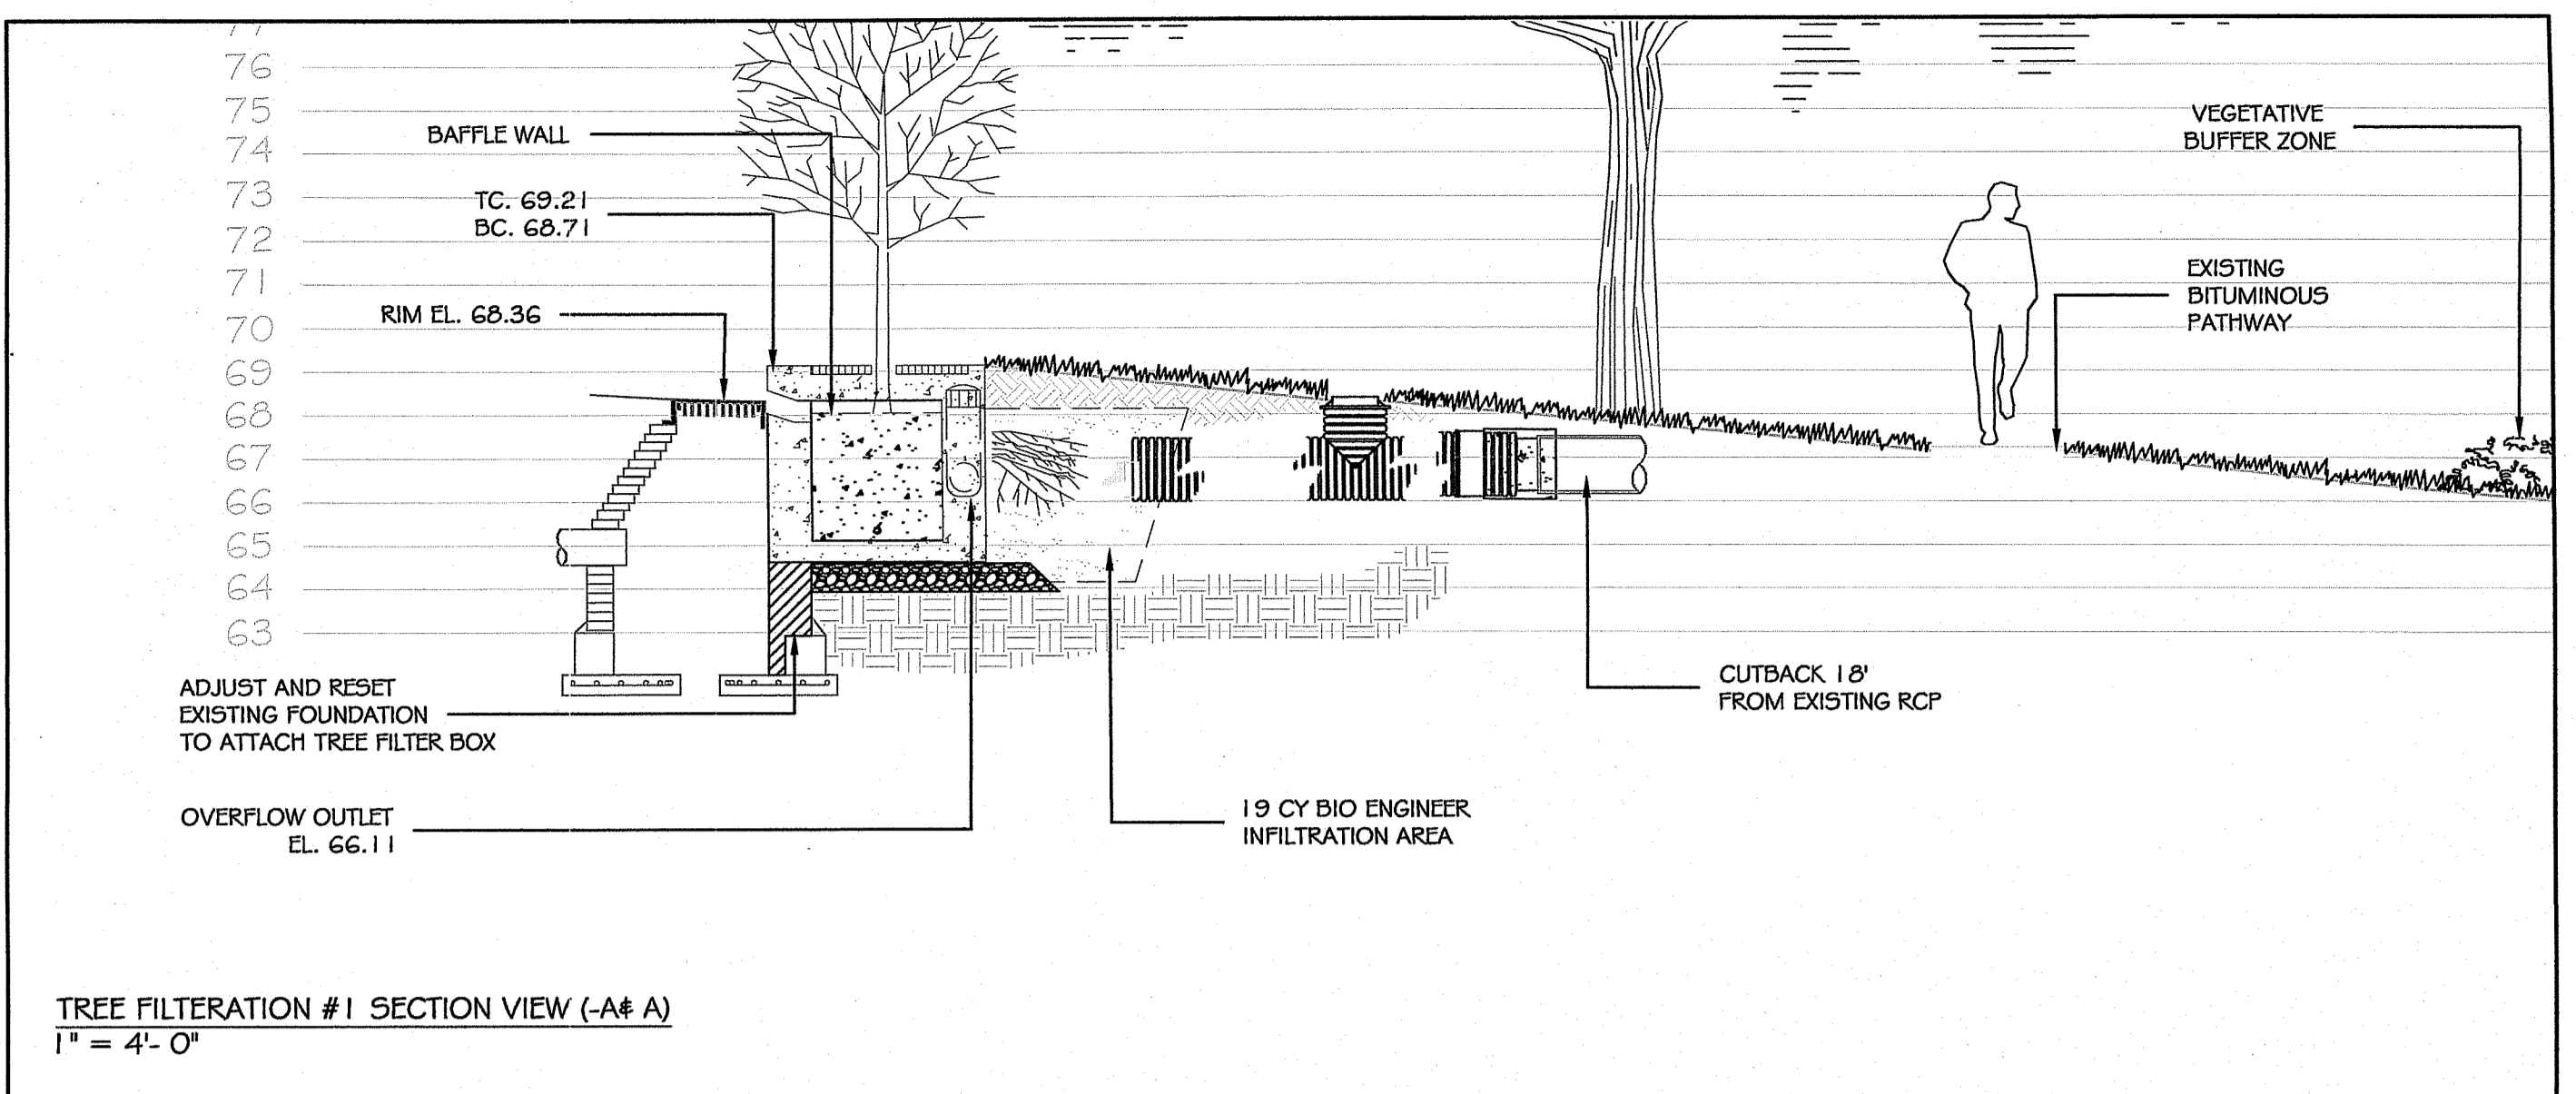 77
76
75
74
73
72
71
70
69
68
67
66
65
64
63
BAFFLE WALL
TC. 69.21
BC. 68.71
RIM EL. 68.36
VEGETATIVE
BUFFER ZONE
EXISTING
BITUMINOUS
PATHWAY
ADJUST AND RESET
EXISTING FOUNDATION
TO ATTACH TREE FILTER BOX
CUTBACK 18'
FROM EXISTING RCP
OVERFLOW OUTLET
EL. 66.11
19 CY BIO ENGINEER
INFILTRATION AREA
TREE FILTERATION #1 SECTION VIEW (-A& A)
1" = 4'- 0"